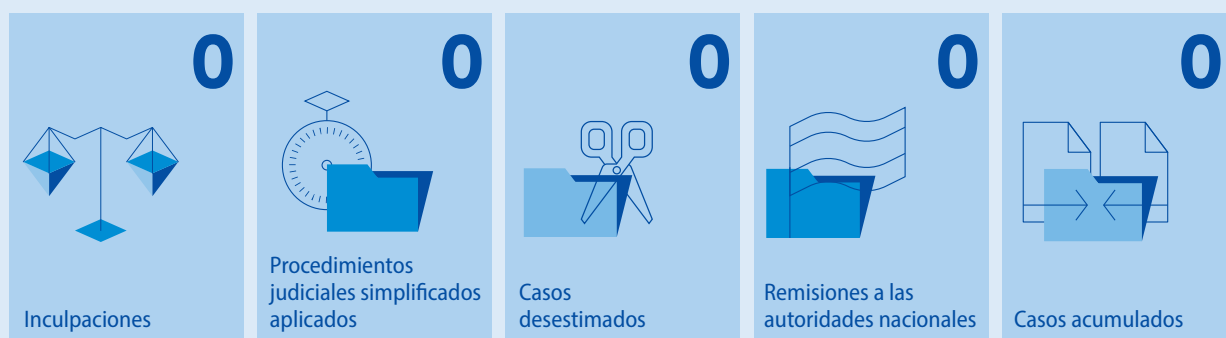 0
Inculpaciones
0
Procedimientos
judiciales simplificados
aplicados
0
Casos
desestimados
0
Remisiones a las
autoridades nacionales
0
Casos acumulados